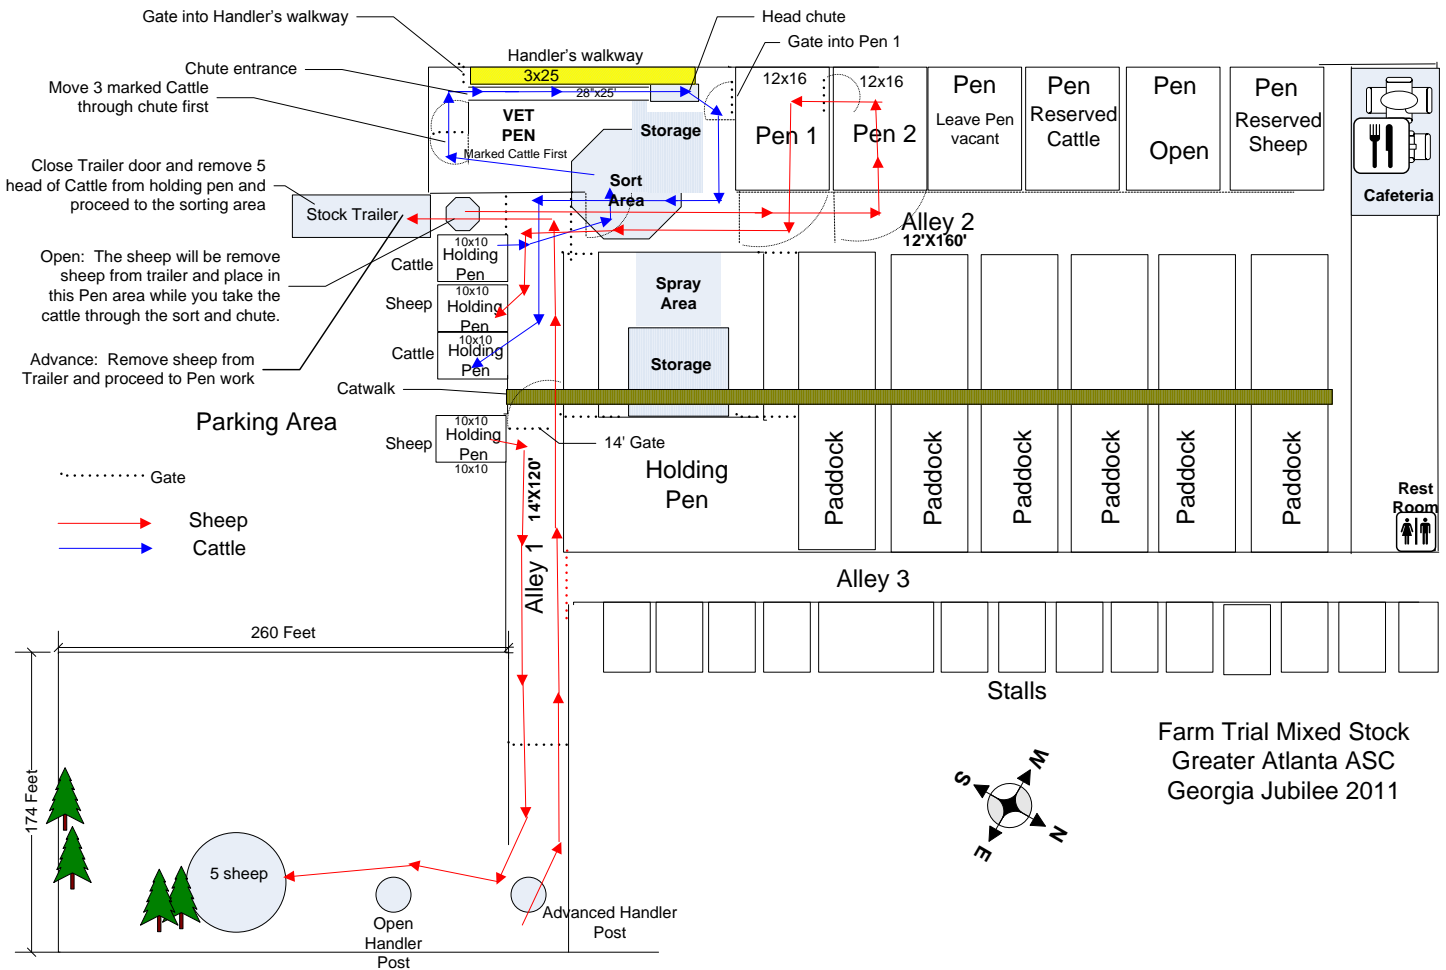 Gate into Handler's walkway
Head chute
Gate into Pen 1
Handler's walkway
Chute entrance
3x25
28"x25'
Move 3 marked Cattle
through chute first
VET
PEN
Marked Cattle First
Storage
Sort
Area
12x16
Pen 1
12x16
Pen 2
Pen
Leave Pen
vacant
Pen
Reserved
Cattle
Pen
Open
Pen
Reserved
Sheep
Cafeteria
Close Trailer door and remove 5
head of Cattle from holding pen and
proceed to the sorting area
Stock Trailer
Alley 2
12'X160'
Open: The sheep will be remove
sheep from trailer and place in
this Pen area while you take the
cattle through the sort and chute.
Cattle
10x10
Holding
Pen
Sheep
10x10
Holding
Pen
Cattle
10x10
Holding
Pen
Spray
Area
Storage
Advance: Remove sheep from
Trailer and proceed to Pen work
Catwalk
Parking Area
Sheep
10x10
Holding
Pen
10x10
14' Gate
Holding
Pen
Paddock
Paddock
Paddock
Paddock
Paddock
Paddock
Rest
Room
Gate
Sheep
Cattle
Alley 1
14'X120'
Alley 3
260 Feet
Stalls
174 Feet
5 sheep
Open
Handler
Post
Advanced Handler
Post
W
S
N
E
Farm Trial Mixed Stock
Greater Atlanta ASC
Georgia Jubilee 2011